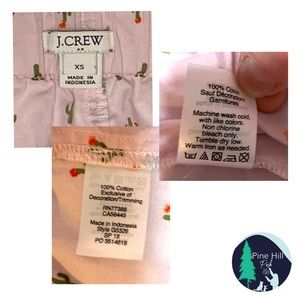 J.CREW
XS
MADE IN
INDONESIA
100% Cotton
Sauf Décoration/
Garnitures
Machine wash cold,
with like colors.
Non chlorine
bleach only.
Tumble dry low.
Warm iron as needed.
100% Cotton
Exclusive of
Decoration/Trimming
RN77388
CA56445
Made in Indonesia
Style G5326
SP 18
PO 3514818
Pine Hill